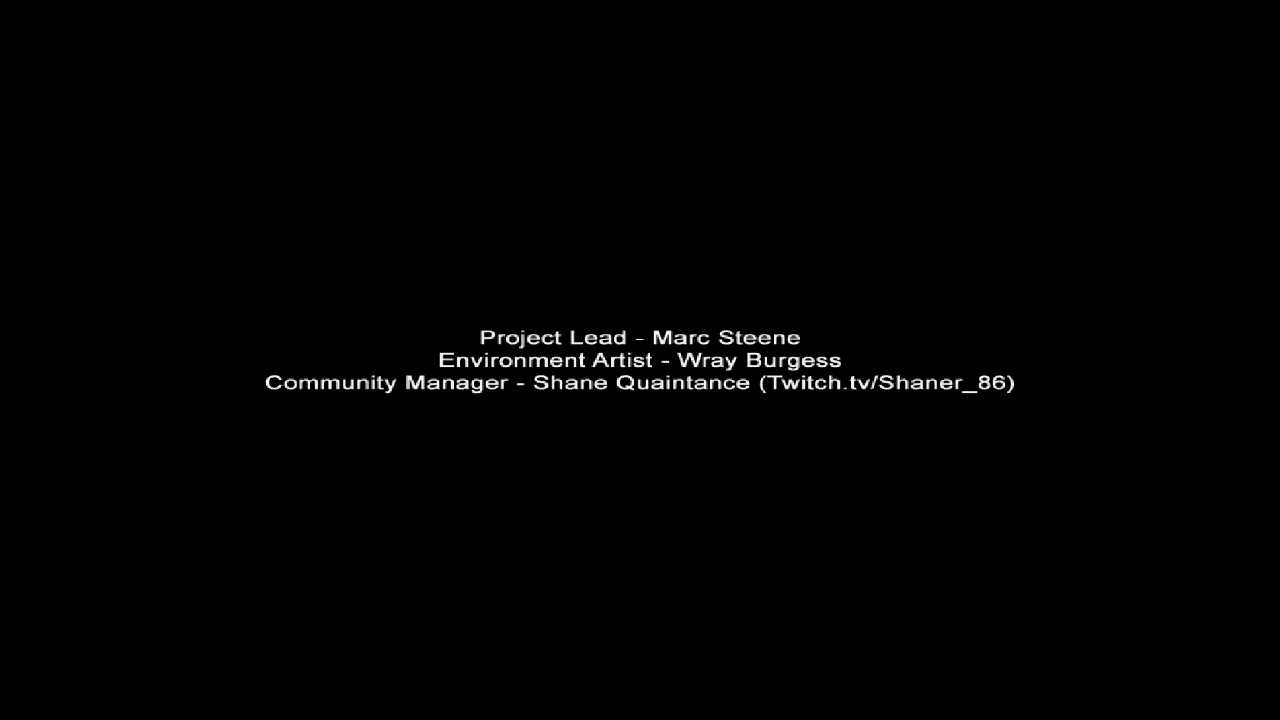 Project Lead - Marc Steene
Environment Artist - Wray Burgess
Community Manager - Shane Quaintance (Twitch.tv/Shaner_86)